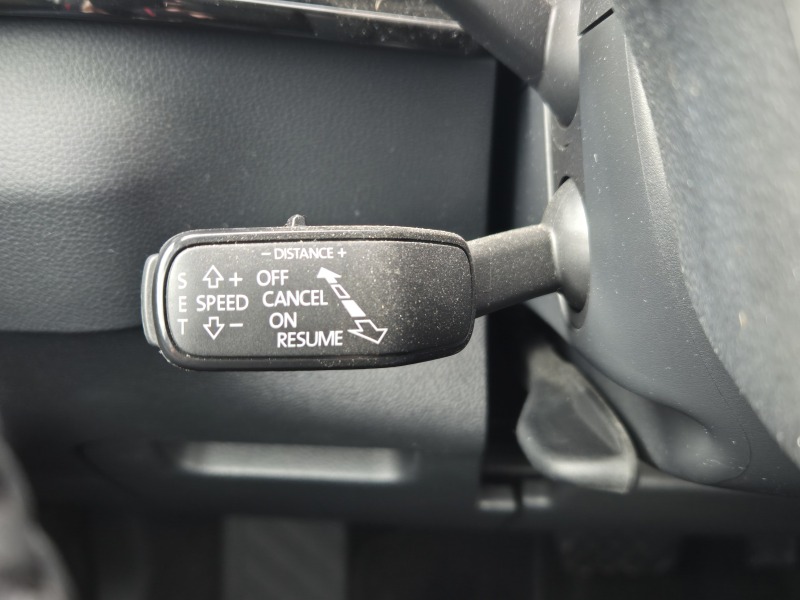 - DISTANCE +
S + OFF
E SPEED CANCEL
T - ON
RESUME